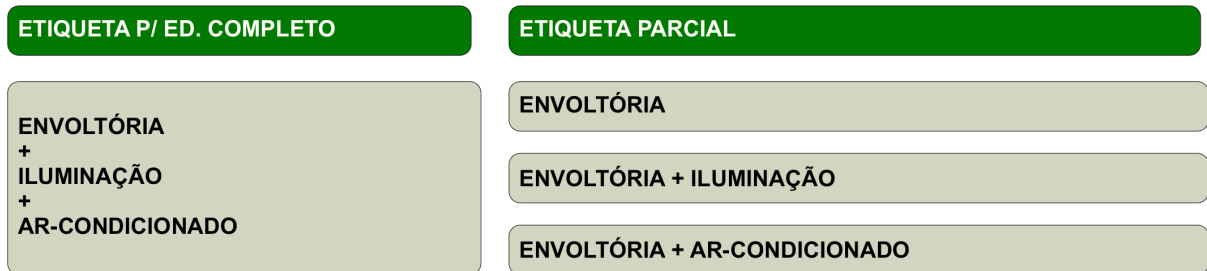 ETIQUETA P/ ED. COMPLETO
ENVOLTÓRIA
+
ILUMINAÇÃO
+
AR-CONDICIONADO
ETIQUETA PARCIAL
ENVOLTÓRIA
ENVOLTÓRIA + ILUMINAÇÃO
ENVOLTÓRIA + AR-CONDICIONADO